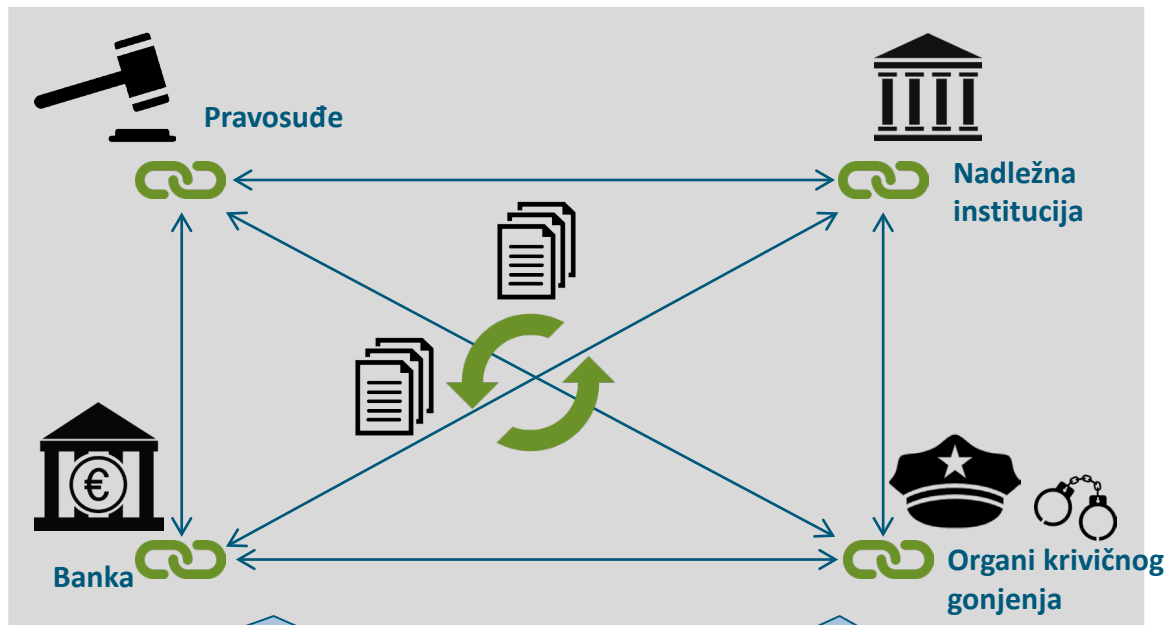 Pravosuđe
Nadležna
institucija
€
Banka
Organi krivičnog
gonjenja